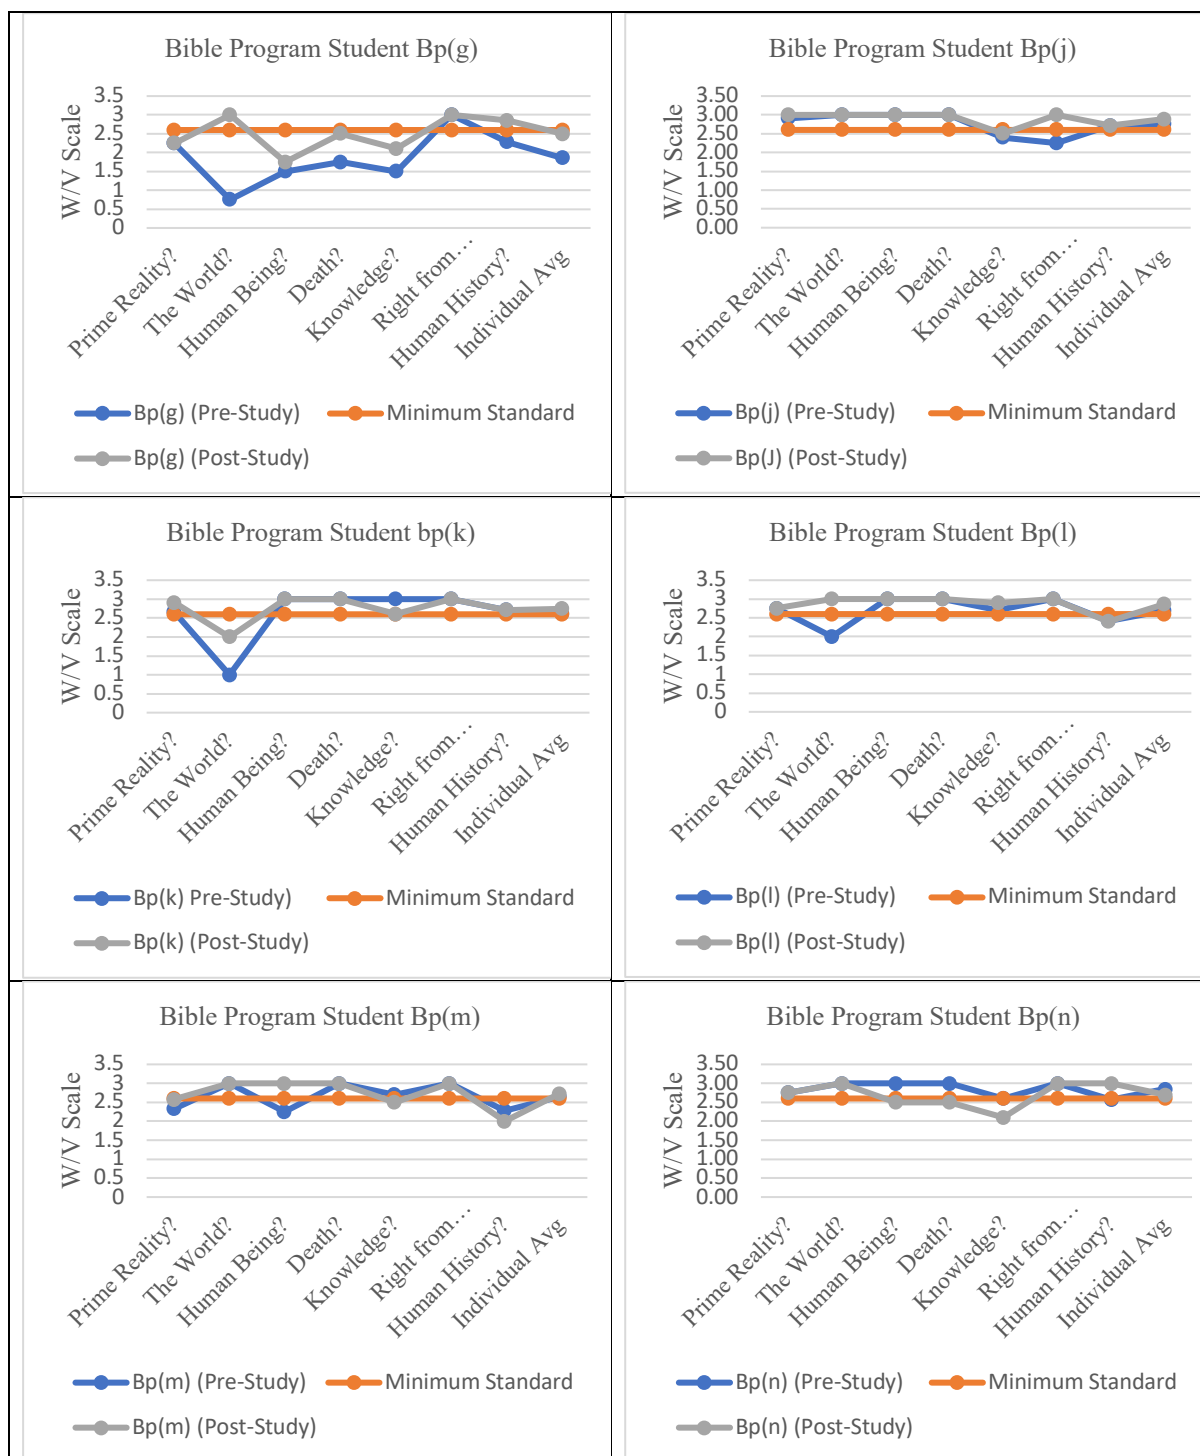 Bible Program Student Bp(g)
W/V Scale
3.5
3
2.5
2
1.5
1
0.5
0
Prime Reality?
The World?
Human Being?
Death?
Knowledge?
Right from…
Human History?
Individual Avg
Bp(g) (Pre-Study)
Minimum Standard
Bp(g) (Post-Study)
Bible Program Student Bp(j)
W/V Scale
3.50
3.00
2.50
2.00
1.50
1.00
0.50
0.00
Prime Reality?
The World?
Human Being?
Death?
Knowledge?
Right from…
Human History?
Individual Avg
Bp(j) (Pre-Study)
Minimum Standard
Bp(J) (Post-Study)
Bible Program Student bp(k)
W/V Scale
3.5
3
2.5
2
1.5
1
0.5
0
Prime Reality?
The World?
Human Being?
Death?
Knowledge?
Right from…
Human History?
Individual Avg
Bp(k) Pre-Study)
Minimum Standard
Bp(k) (Post-Study)
Bible Program Student Bp(l)
W/V Scale
3.5
3
2.5
2
1.5
1
0.5
0
Prime Reality?
The World?
Human Being?
Death?
Knowledge?
Right from…
Human History?
Individual Avg
Bp(l) (Pre-Study)
Minimum Standard
Bp(l) (Post-Study)
Bible Program Student Bp(m)
W/V Scale
3.5
3
2.5
2
1.5
1
0.5
0
Prime Reality?
The World?
Human Being?
Death?
Knowledge?
Right from…
Human History?
Individual Avg
Bp(m) (Pre-Study)
Minimum Standard
Bp(m) (Post-Study)
Bible Program Student Bp(n)
W/V Scale
3.50
3.00
2.50
2.00
1.50
1.00
0.50
0.00
Prime Reality?
The World?
Human Being?
Death?
Knowledge?
Right from…
Human History?
Individual Avg
Bp(n) (Pre-Study)
Minimum Standard
Bp(n) (Post-Study)